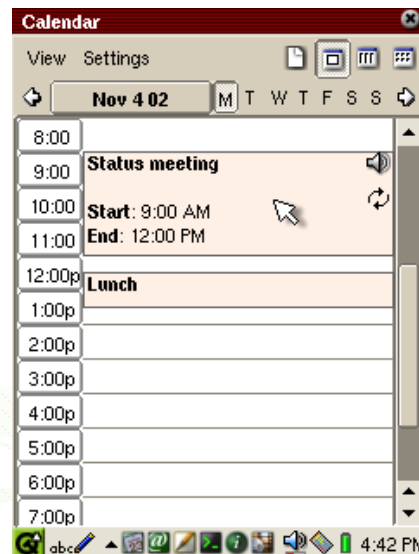 Calendar
View Settings
Nov 4 02 M T W T F S S
8:00
9:00 Status meeting
10:00 Start: 9:00 AM
11:00 End: 12:00 PM
12:00p Lunch
1:00p
2:00p
3:00p
4:00p
5:00p
6:00p
7:00p
abc 4:42 PM